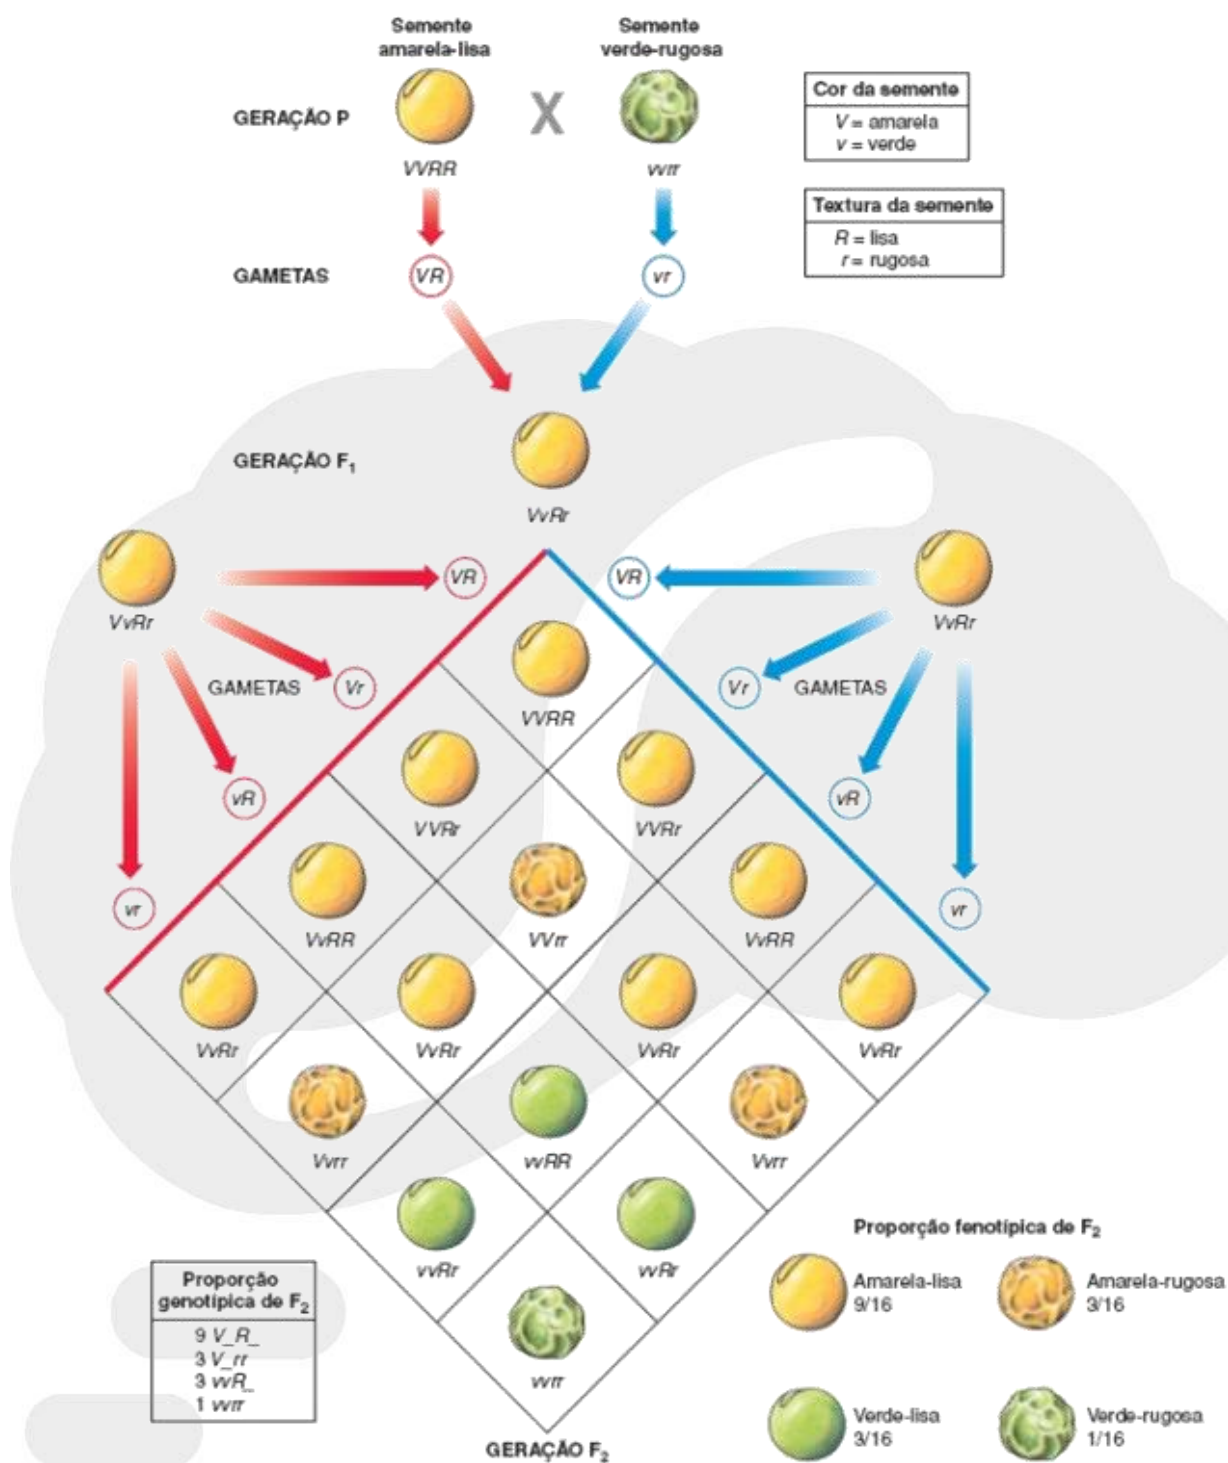 Semente
amarela-lisa
Semente
verde-rugosa
GERAÇÃO P
X
VVRR
vvrr
Cor da semente
V = amarela
v = verde
Textura da semente
R = lisa
r = rugosa
GAMETAS
VR
vr
GERAÇÃO F₁
VvRr
VvRr
VR
VR
VvRr
GAMETAS
Vr
Vr
GAMETAS
VVRR
vR
vR
VVRr
VVRr
vr
vr
VvRR
VVrr
VvRR
VvRr
VvRr
VvRr
VvRr
Vvrr
vvRR
Vvrr
vvRr
vvRr
vvrr
GERAÇÃO F₂
Proporção
genotípica de F₂
9 V_R_
3 V_rr
3 vvR_
1 vvrr
Proporção fenotípica de F₂
Amarela-lisa
9/16
Amarela-rugosa
3/16
Verde-lisa
3/16
Verde-rugosa
1/16